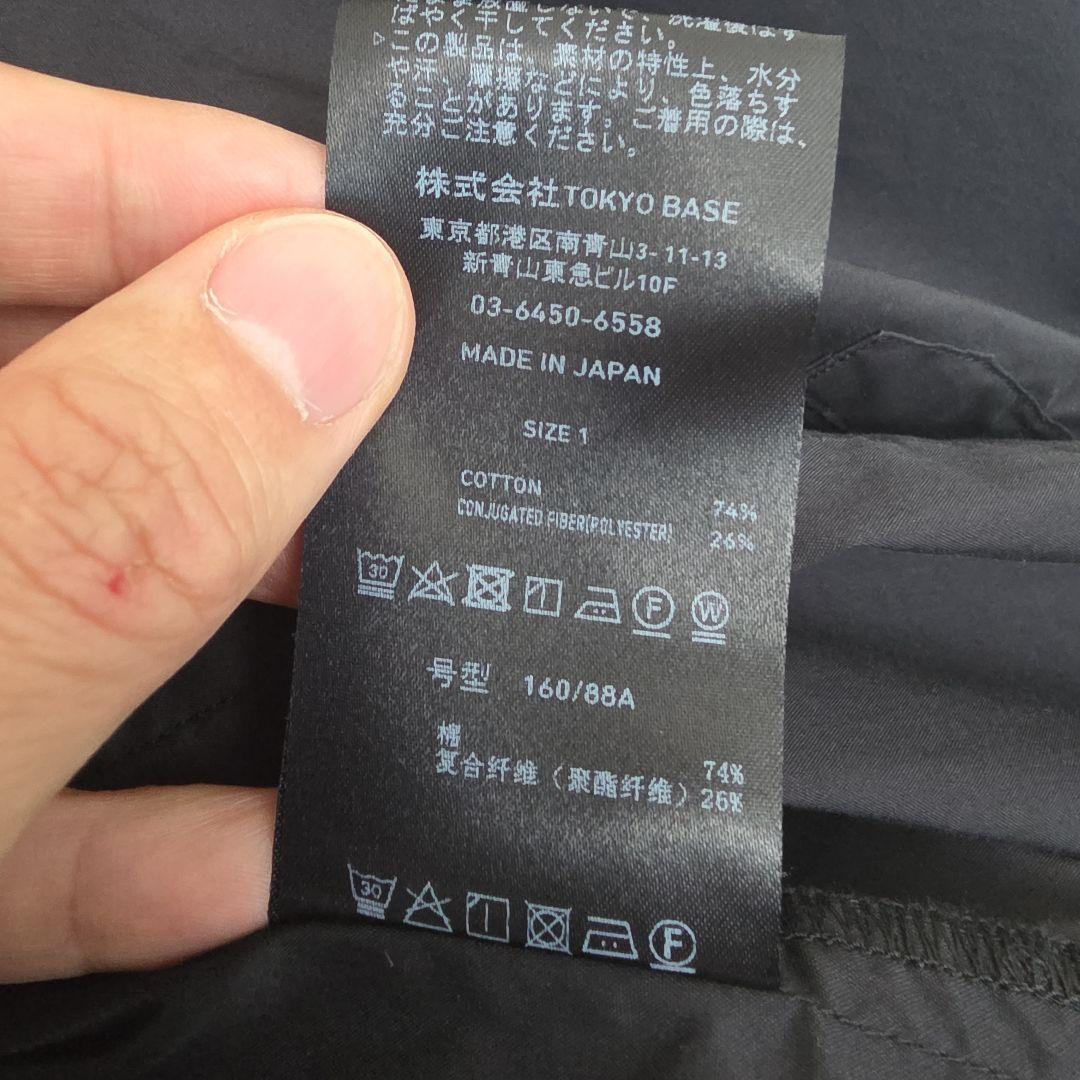 はやく干してください。
▷この製品は、素材の特性上、水分
や汗、摩擦などにより、色落ちす
ることがあります。ご着用の際は、
充分ご注意ください。
株式会社TOKYO BASE
東京都港区南青山3-11-13
新青山東急ビル10F
03-6450-6558
MADE IN JAPAN
SIZE 1
COTTON 74%
CONJUGATED FIBER(POLYESTER) 26%
30 F W
号型 160/88A
棉 74%
复合纤维（聚酯纤维）26%
30 F